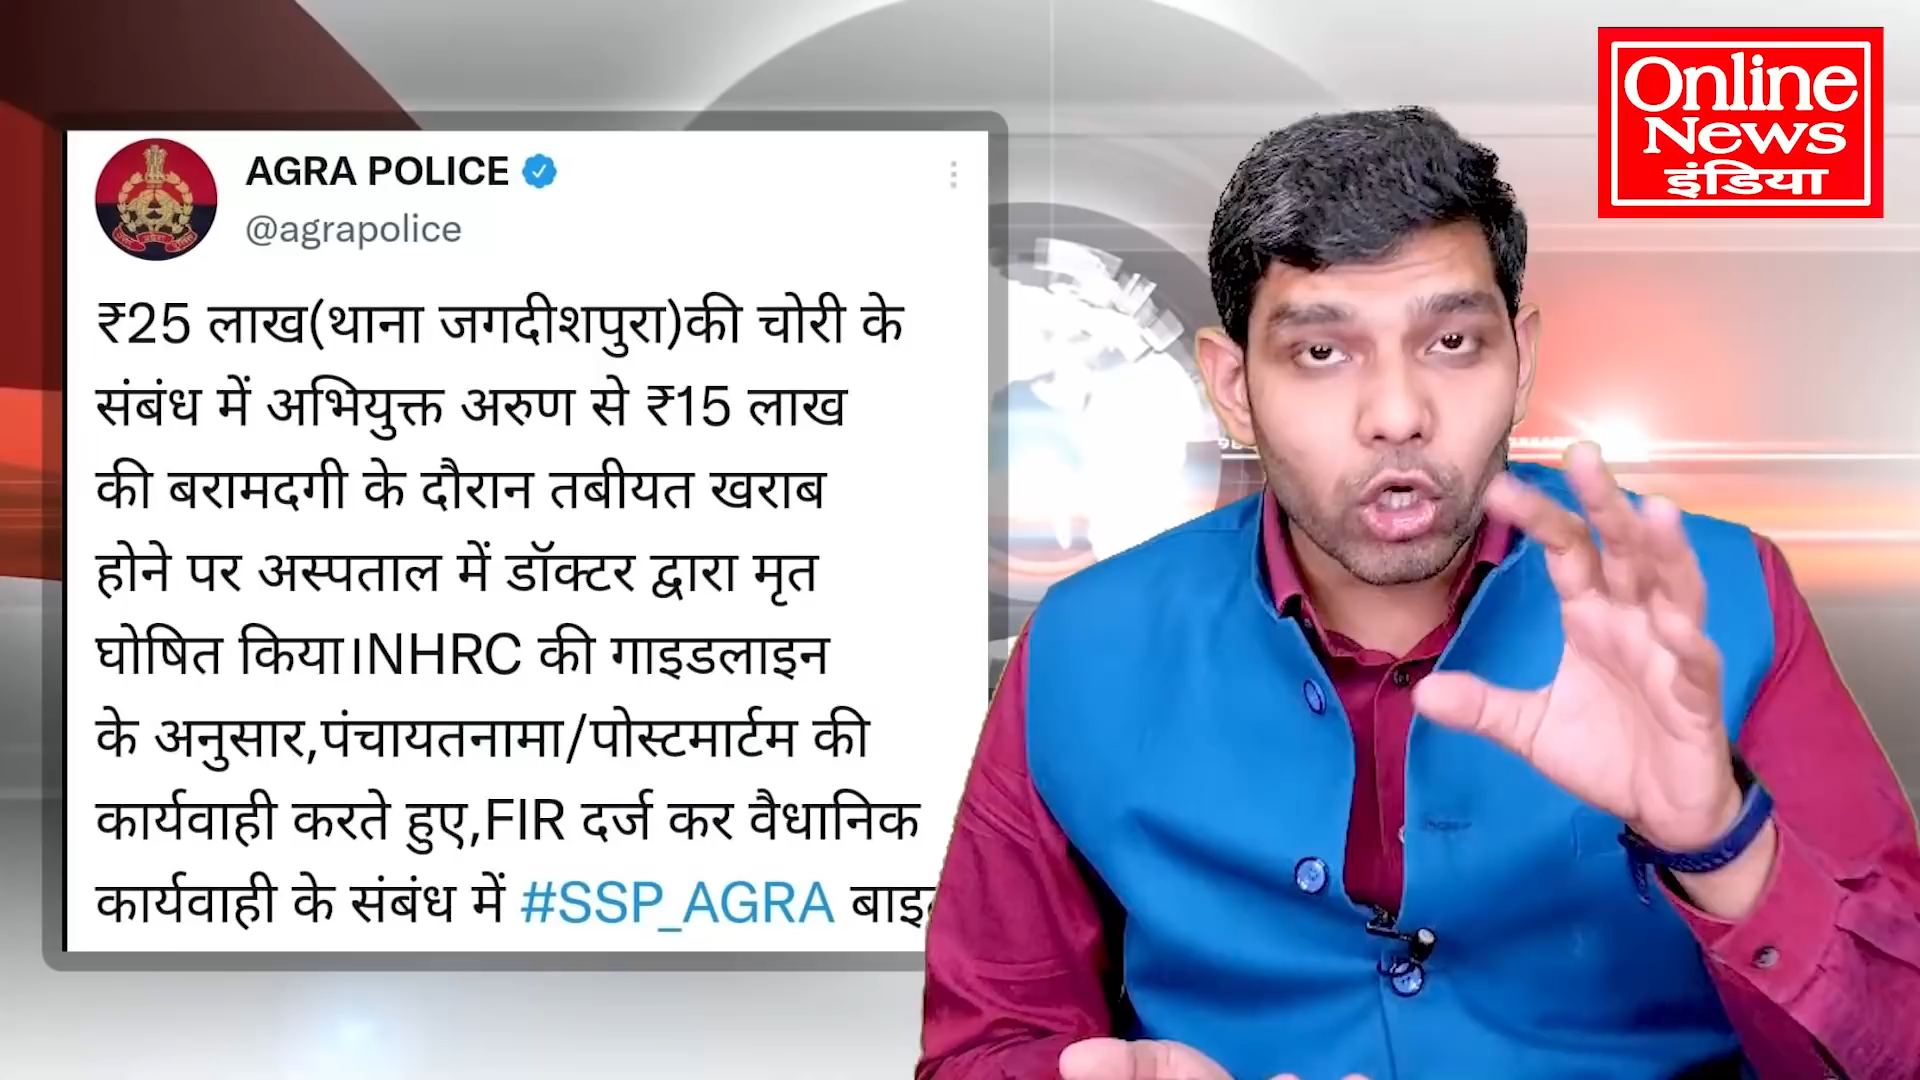 AGRA POLICE
@agrapolice
₹25 लाख(थाना जगदीशपुरा)की चोरी के
संबंध में अभियुक्त अरुण से ₹15 लाख
की बरामदगी के दौरान तबीयत खराब
होने पर अस्पताल में डॉक्टर द्वारा मृत
घोषित किया।NHRC की गाइडलाइन
के अनुसार,पंचायतनामा/पोस्टमार्टम की
कार्यवाही करते हुए,FIR दर्ज कर वैधानिक
कार्यवाही के संबंध में #SSP_AGRA
Online
News
इंडिया